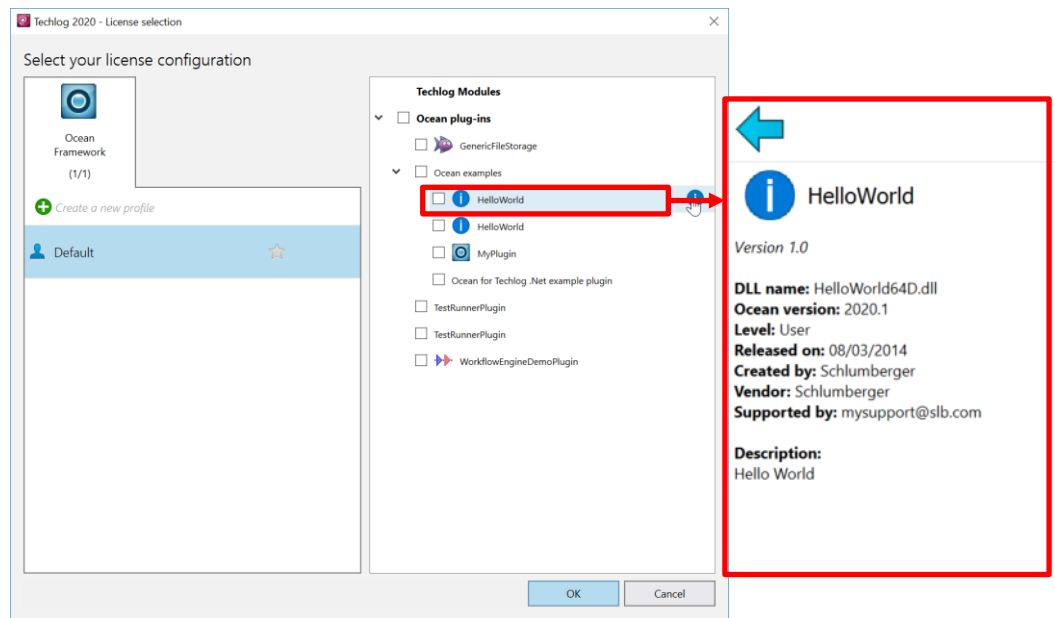 Techlog 2020 - License selection
Select your license configuration
Ocean
Framework
(1/1)
Create a new profile
Default
Techlog Modules
Ocean plug-ins
GenericFileStorage
Ocean examples
HelloWorld
HelloWorld
MyPlugin
Ocean for Techlog .Net example plugin
TestRunnerPlugin
TestRunnerPlugin
WorkflowEngineDemoPlugin
OK
Cancel
HelloWorld
Version 1.0
DLL name: HelloWorld64D.dll
Ocean version: 2020.1
Level: User
Released on: 08/03/2014
Created by: Schlumberger
Vendor: Schlumberger
Supported by: mysupport@slb.com
Description:
Hello World